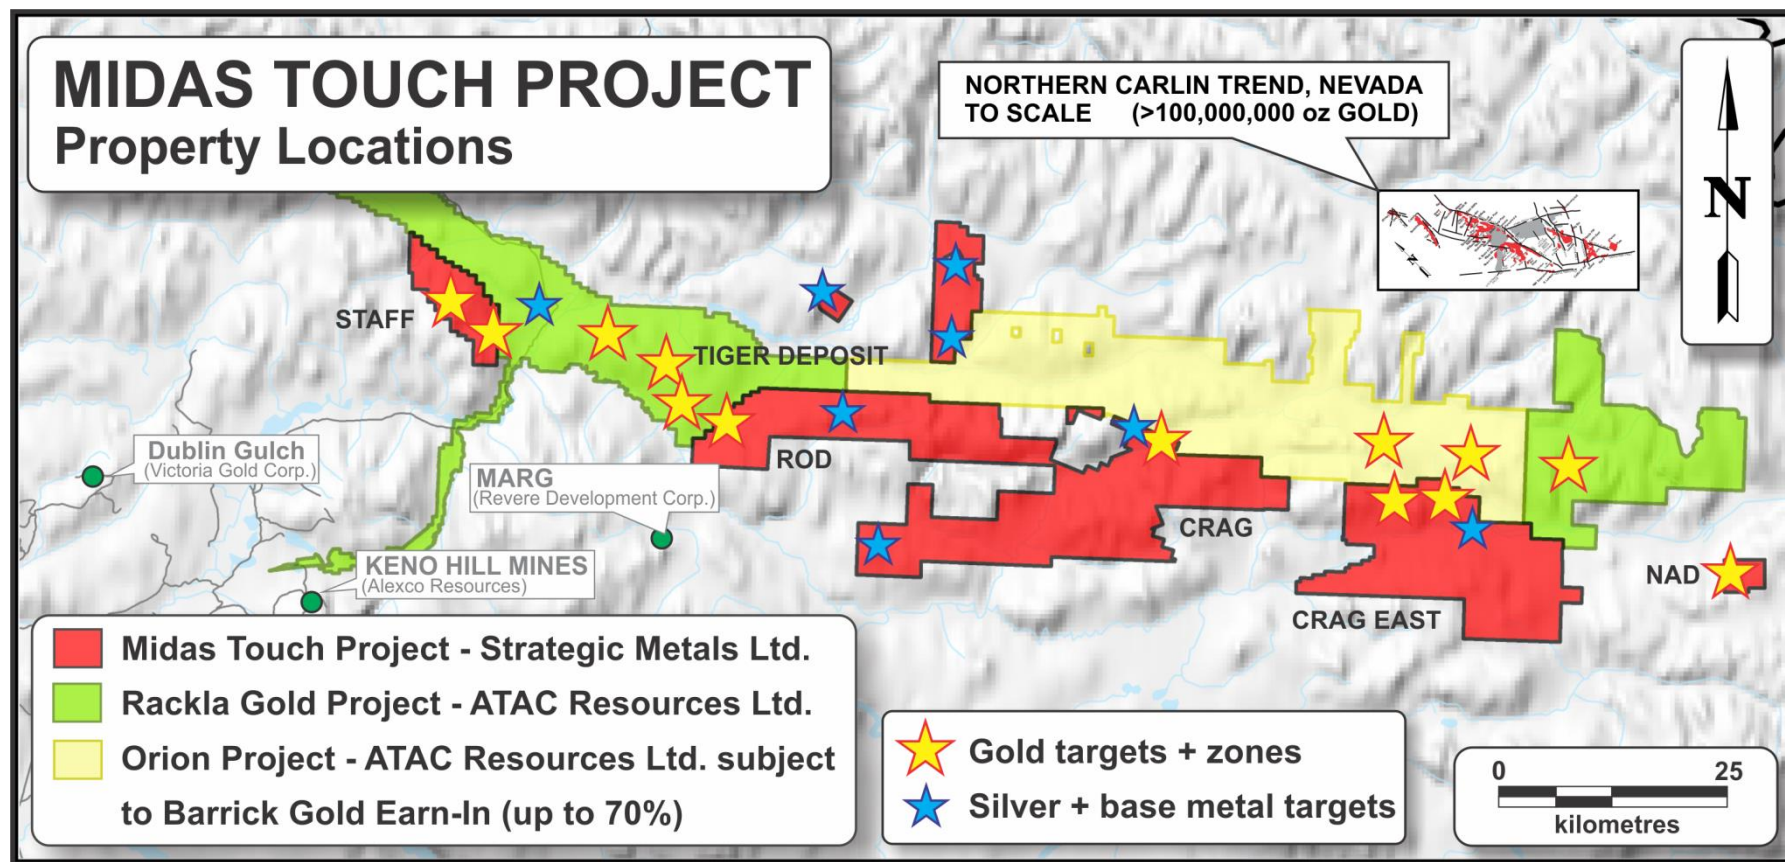 MIDAS TOUCH PROJECT
Property Locations
NORTHERN CARLIN TREND, NEVADA
TO SCALE (>100,000,000 oz GOLD)
N
STAFF
TIGER DEPOSIT
ROD
Dublin Gulch
(Victoria Gold Corp.)
MARG
(Revere Development Corp.)
CRAG
KENO HILL MINES
(Alexco Resources)
NAD
CRAG EAST
Midas Touch Project - Strategic Metals Ltd.
Rackla Gold Project - ATAC Resources Ltd.
Orion Project - ATAC Resources Ltd. subject
to Barrick Gold Earn-In (up to 70%)
Gold targets + zones
Silver + base metal targets
0 25
kilometres